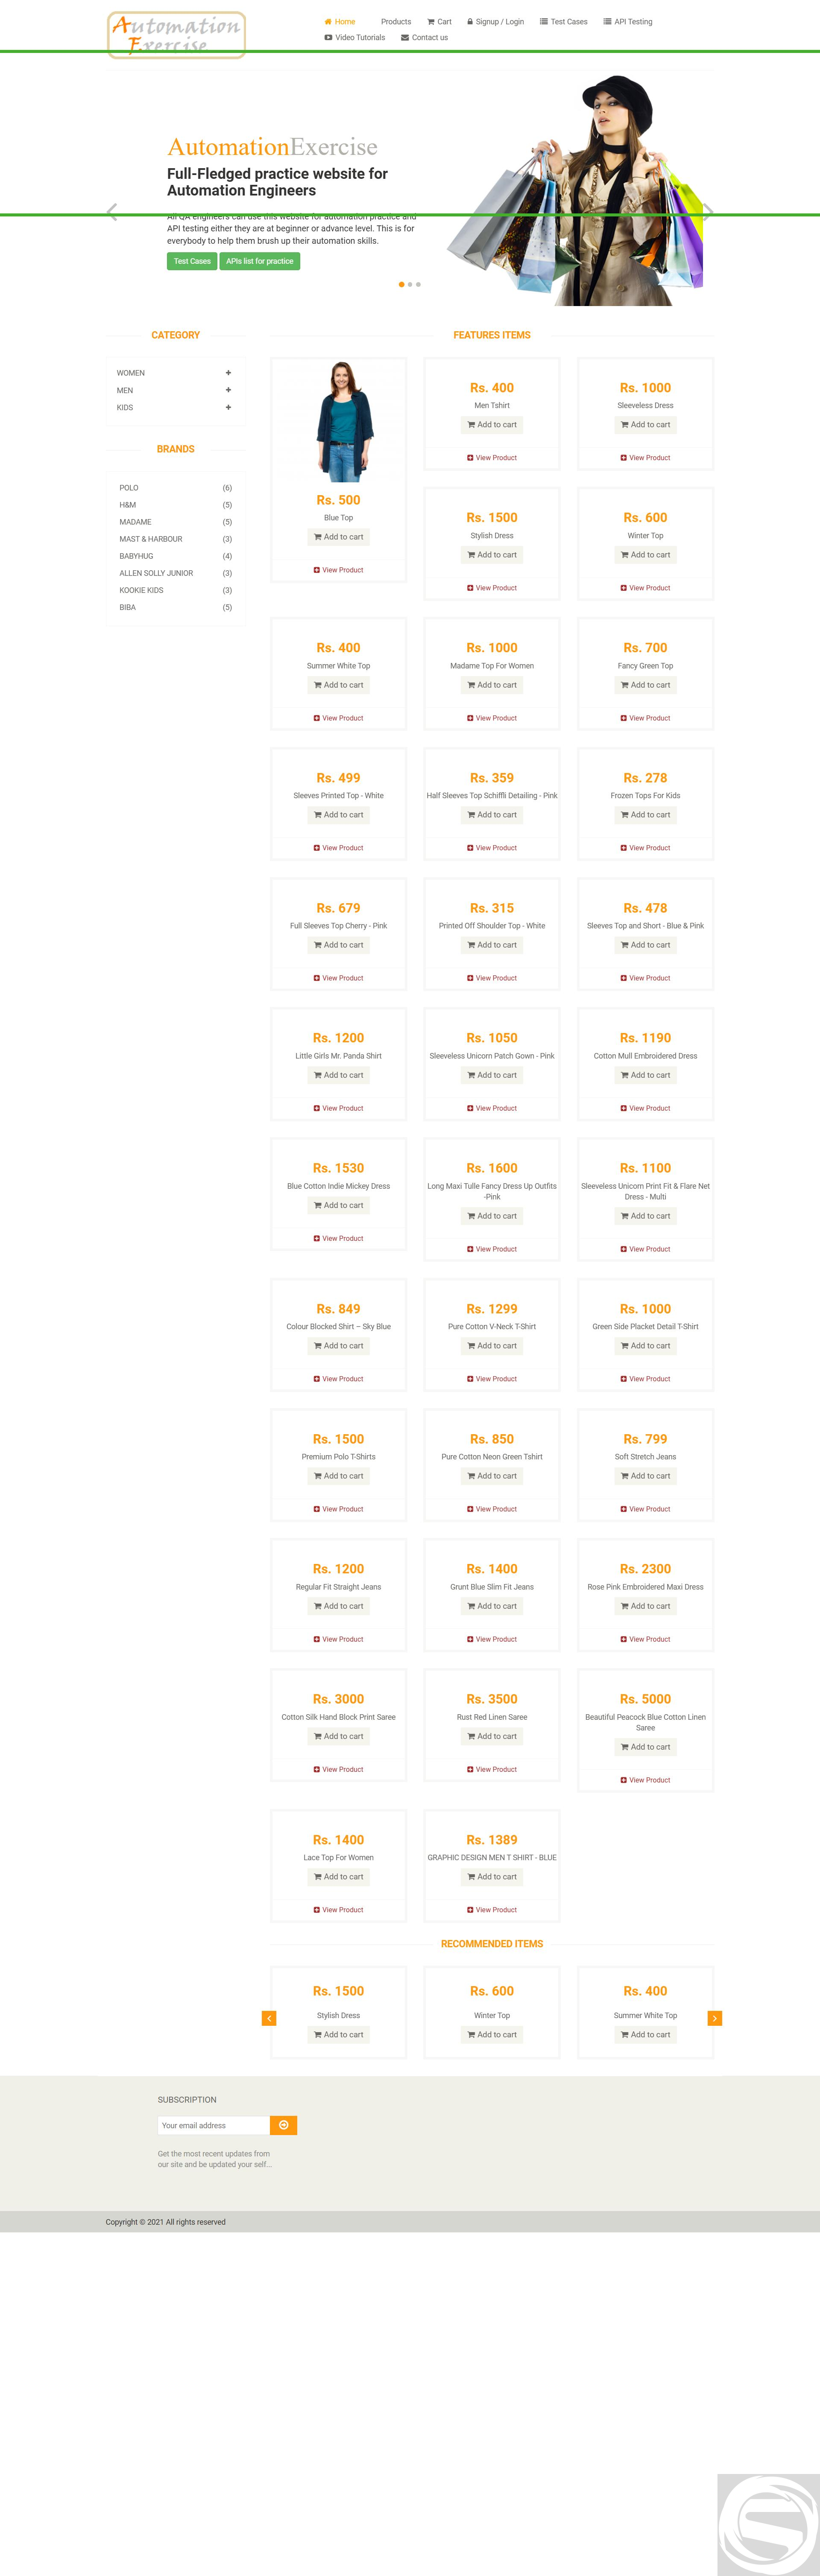 Automation
Exercise
Home Products Cart Signup / Login Test Cases API Testing
Video Tutorials Contact us
AutomationExercise
Full-Fledged practice website for
Automation Engineers
All QA engineers can use this website for automation practice and
API testing either they are at beginner or advance level. This is for
everybody to help them brush up their automation skills.
Test Cases APIs list for practice
CATEGORY
WOMEN
MEN
KIDS
BRANDS
POLO (6)
H&M (5)
MADAME (5)
MAST & HARBOUR (3)
BABYHUG (4)
ALLEN SOLLY JUNIOR (3)
KOOKIE KIDS (3)
BIBA (5)
FEATURES ITEMS
Rs. 500
Blue Top
Add to cart
View Product
Rs. 400
Men Tshirt
Add to cart
View Product
Rs. 1000
Sleeveless Dress
Add to cart
View Product
Rs. 1500
Stylish Dress
Add to cart
View Product
Rs. 600
Winter Top
Add to cart
View Product
Rs. 400
Summer White Top
Add to cart
View Product
Rs. 1000
Madame Top For Women
Add to cart
View Product
Rs. 700
Fancy Green Top
Add to cart
View Product
Rs. 499
Sleeves Printed Top - White
Add to cart
View Product
Rs. 359
Half Sleeves Top Schiffli Detailing - Pink
Add to cart
View Product
Rs. 278
Frozen Tops For Kids
Add to cart
View Product
Rs. 679
Full Sleeves Top Cherry - Pink
Add to cart
View Product
Rs. 315
Printed Off Shoulder Top - White
Add to cart
View Product
Rs. 478
Sleeves Top and Short - Blue & Pink
Add to cart
View Product
Rs. 1200
Little Girls Mr. Panda Shirt
Add to cart
View Product
Rs. 1050
Sleeveless Unicorn Patch Gown - Pink
Add to cart
View Product
Rs. 1190
Cotton Mull Embroidered Dress
Add to cart
View Product
Rs. 1530
Blue Cotton Indie Mickey Dress
Add to cart
View Product
Rs. 1600
Long Maxi Tulle Fancy Dress Up Outfits
-Pink
Add to cart
View Product
Rs. 1100
Sleeveless Unicorn Print Fit & Flare Net
Dress - Multi
Add to cart
View Product
Rs. 849
Colour Blocked Shirt – Sky Blue
Add to cart
View Product
Rs. 1299
Pure Cotton V-Neck T-Shirt
Add to cart
View Product
Rs. 1000
Green Side Placket Detail T-Shirt
Add to cart
View Product
Rs. 1500
Premium Polo T-Shirts
Add to cart
View Product
Rs. 850
Pure Cotton Neon Green Tshirt
Add to cart
View Product
Rs. 799
Soft Stretch Jeans
Add to cart
View Product
Rs. 1200
Regular Fit Straight Jeans
Add to cart
View Product
Rs. 1400
Grunt Blue Slim Fit Jeans
Add to cart
View Product
Rs. 2300
Rose Pink Embroidered Maxi Dress
Add to cart
View Product
Rs. 3000
Cotton Silk Hand Block Print Saree
Add to cart
View Product
Rs. 3500
Rust Red Linen Saree
Add to cart
View Product
Rs. 5000
Beautiful Peacock Blue Cotton Linen
Saree
Add to cart
View Product
Rs. 1400
Lace Top For Women
Add to cart
View Product
Rs. 1389
GRAPHIC DESIGN MEN T SHIRT - BLUE
Add to cart
View Product
RECOMMENDED ITEMS
Rs. 1500
Stylish Dress
Add to cart
Rs. 600
Winter Top
Add to cart
Rs. 400
Summer White Top
Add to cart
SUBSCRIPTION
Your email address
Get the most recent updates from
our site and be updated your self...
Copyright © 2021 All rights reserved